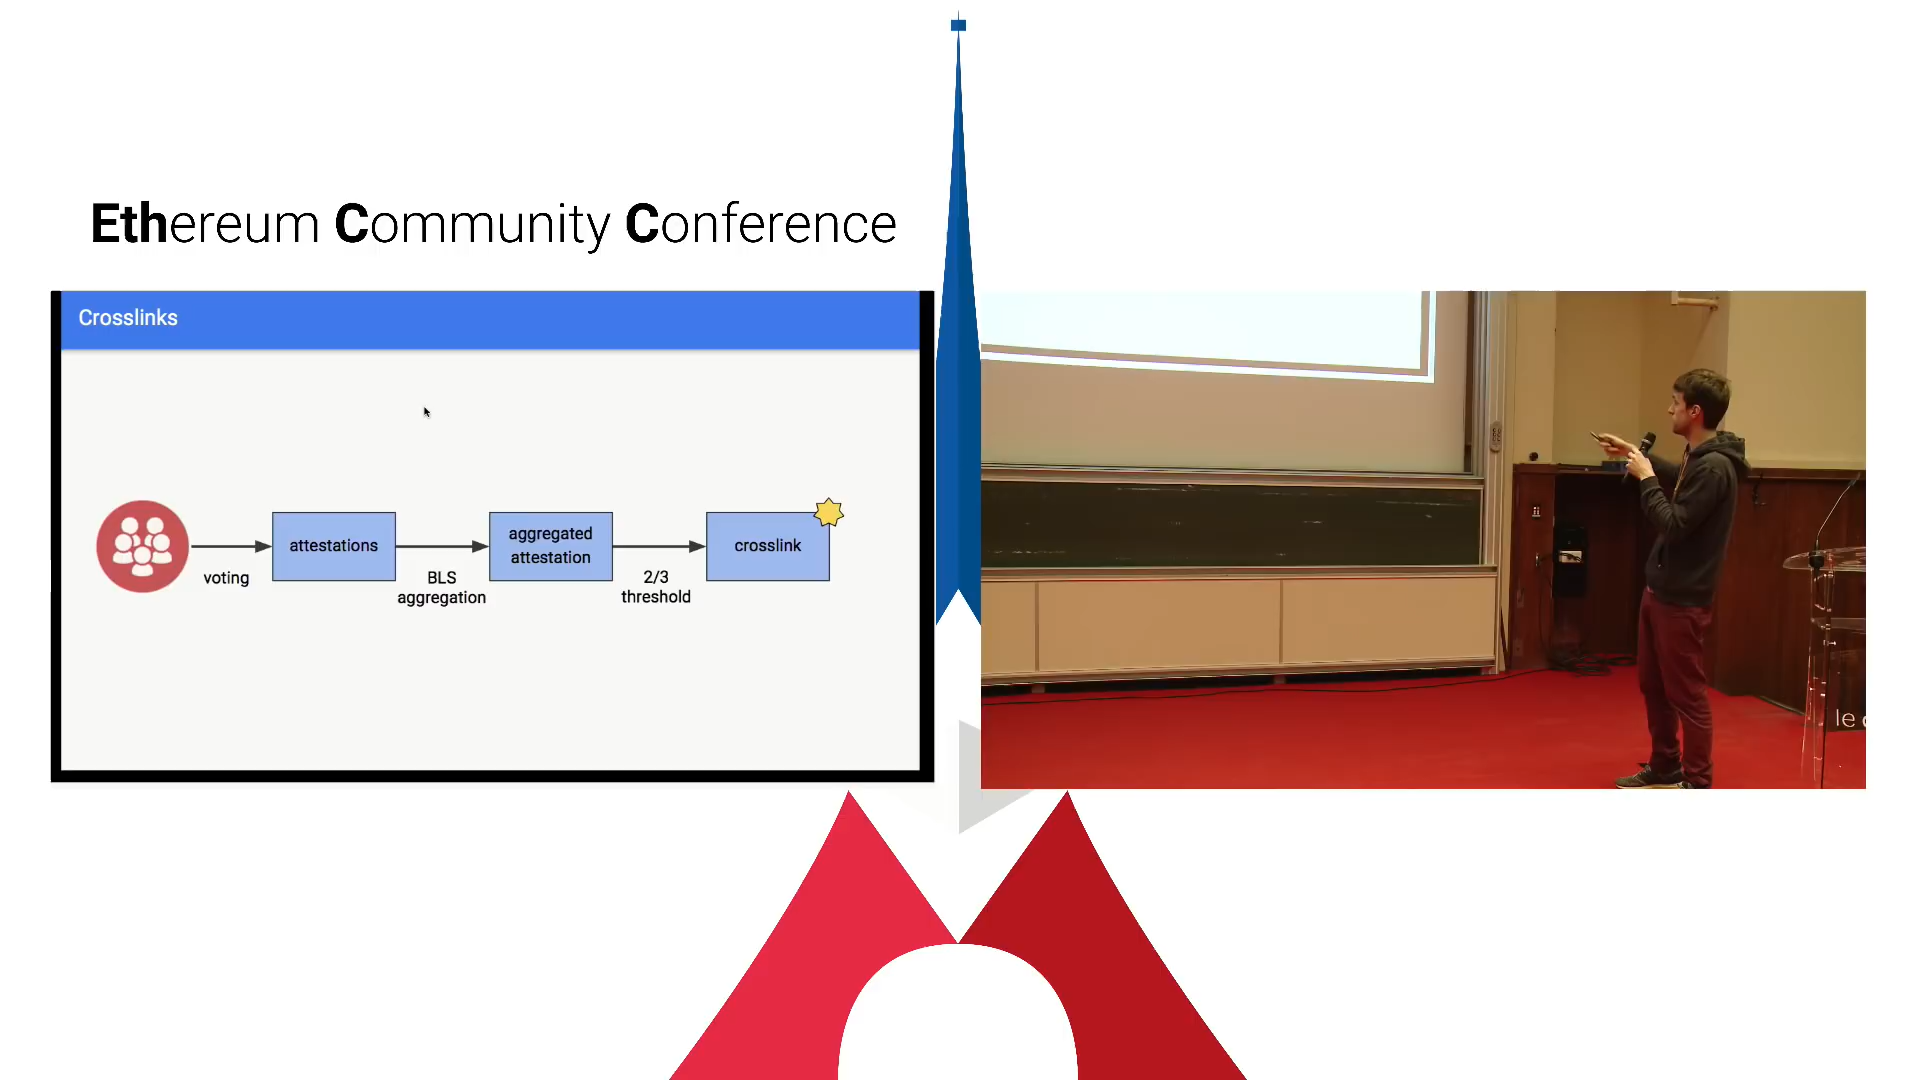 Ethereum Community Conference
Crosslinks
attestations
aggregated
attestation
crosslink
voting
BLS
aggregation
2/3
threshold
le